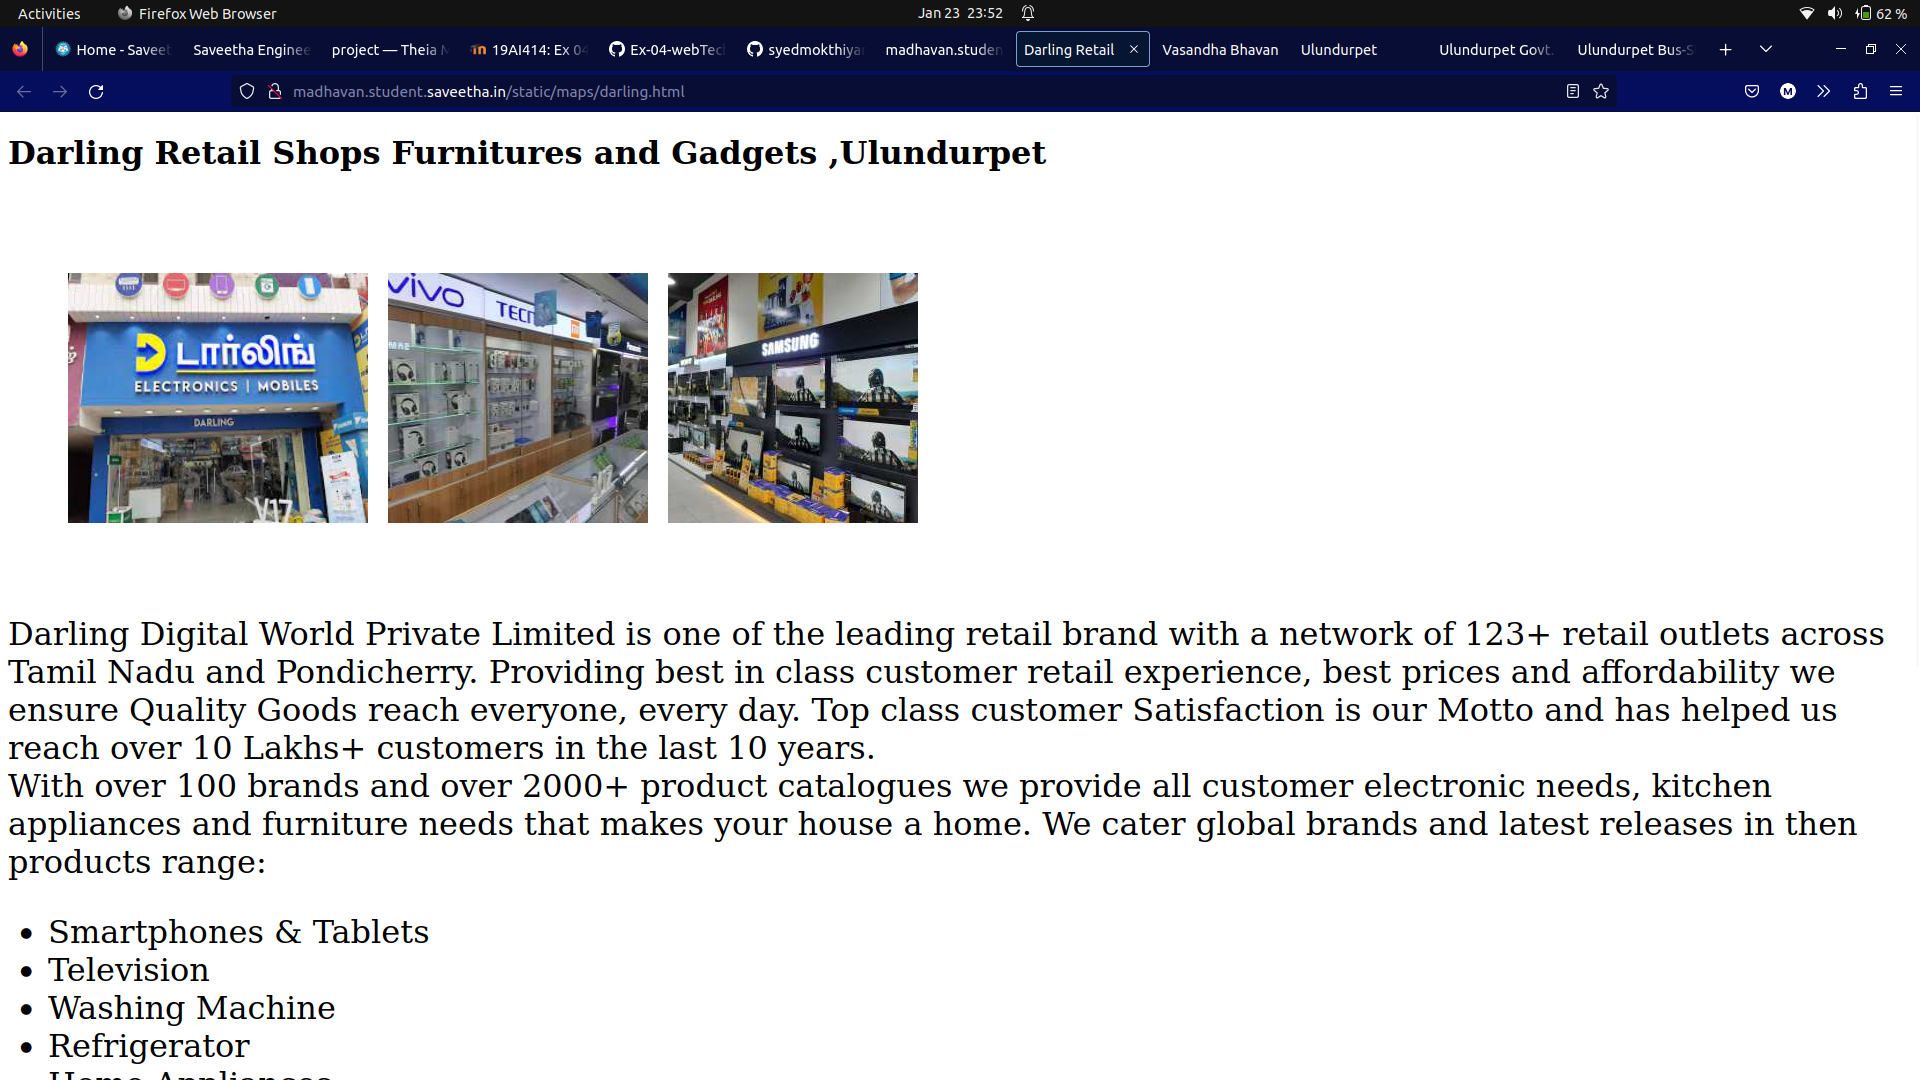 Activities Firefox Web Browser Jan 23 23:52 62 %
Home - Saveet Saveetha Enginee project — Theia M 19AI414: Ex 04 Ex-04-webTec syedmokthiya madhavan.studen Darling Retail Vasandha Bhavan Ulundurpet Ulundurpet Govt. Ulundurpet Bus-S
madhavan.student.saveetha.in/static/maps/darling.html M
Darling Retail Shops Furnitures and Gadgets ,Ulundurpet
டார்லிங்
ELECTRONICS | MOBILES
DARLING
V17
vivo
TECN
SAMSUNG
Darling Digital World Private Limited is one of the leading retail brand with a network of 123+ retail outlets across
Tamil Nadu and Pondicherry. Providing best in class customer retail experience, best prices and affordability we
ensure Quality Goods reach everyone, every day. Top class customer Satisfaction is our Motto and has helped us
reach over 10 Lakhs+ customers in the last 10 years.
With over 100 brands and over 2000+ product catalogues we provide all customer electronic needs, kitchen
appliances and furniture needs that makes your house a home. We cater global brands and latest releases in then
products range:
• Smartphones & Tablets
• Television
• Washing Machine
• Refrigerator
Home Appliances